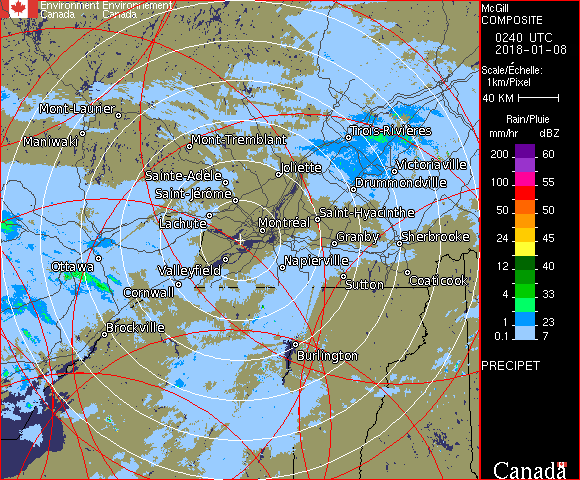 Environment Environnement
Canada Canada
McGill
COMPOSITE
0240 UTC
2018-01-08
Scale/Échelle:
1km/Pixel
40 KM
Rain/Pluie
mm/hr dBZ
200 60
57
100 55
53
50 50
24 45
12 40
4 33
1 23
0.1 7
PRECIPET
Canada
Mont-Laurier
Maniwaki
Mont-Tremblant
Trois-Rivières
Joliette
Victoriaville
Sainte-Adèle
Drummondville
Saint-Jérôme
Saint-Hyacinthe
Lachute
Montréal
Granby
Sherbrooke
Ottawa
Valleyfield
Napierville
Cornwall
Sutton
Coaticook
Brockville
Burlington